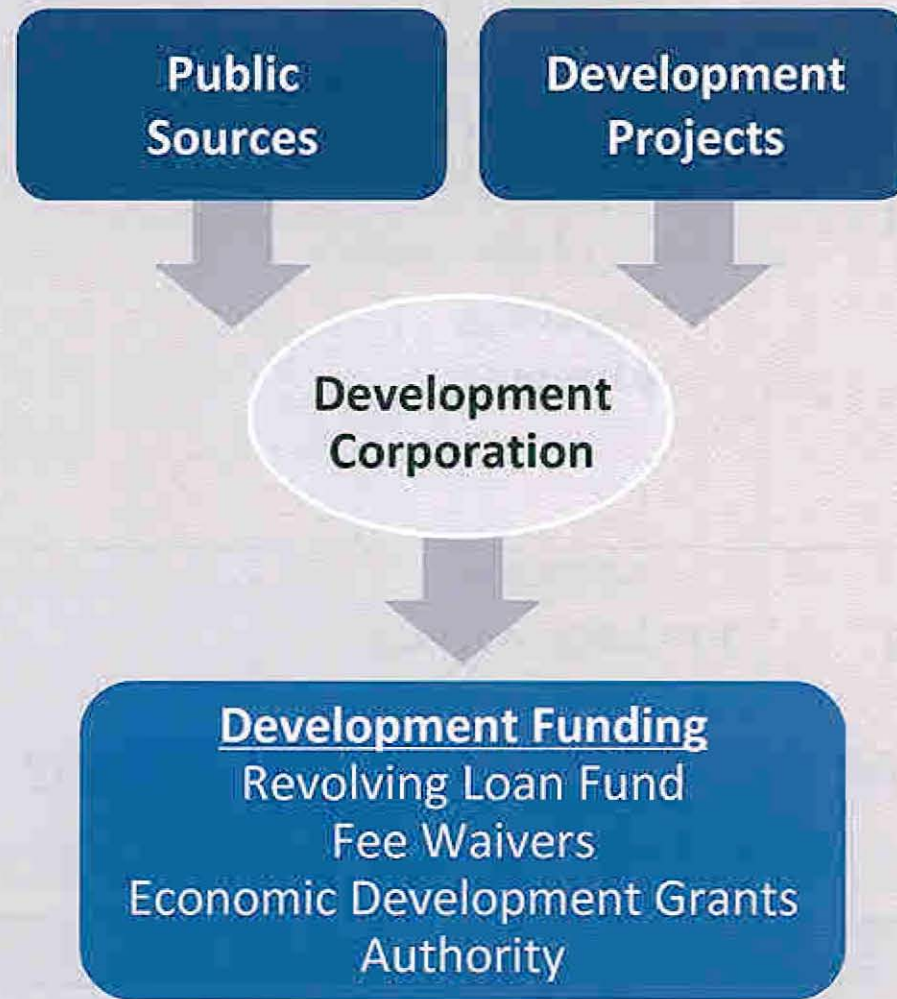 Public
Sources
Development
Projects
Development
Corporation
Development Funding
Revolving Loan Fund
Fee Waivers
Economic Development Grants
Authority